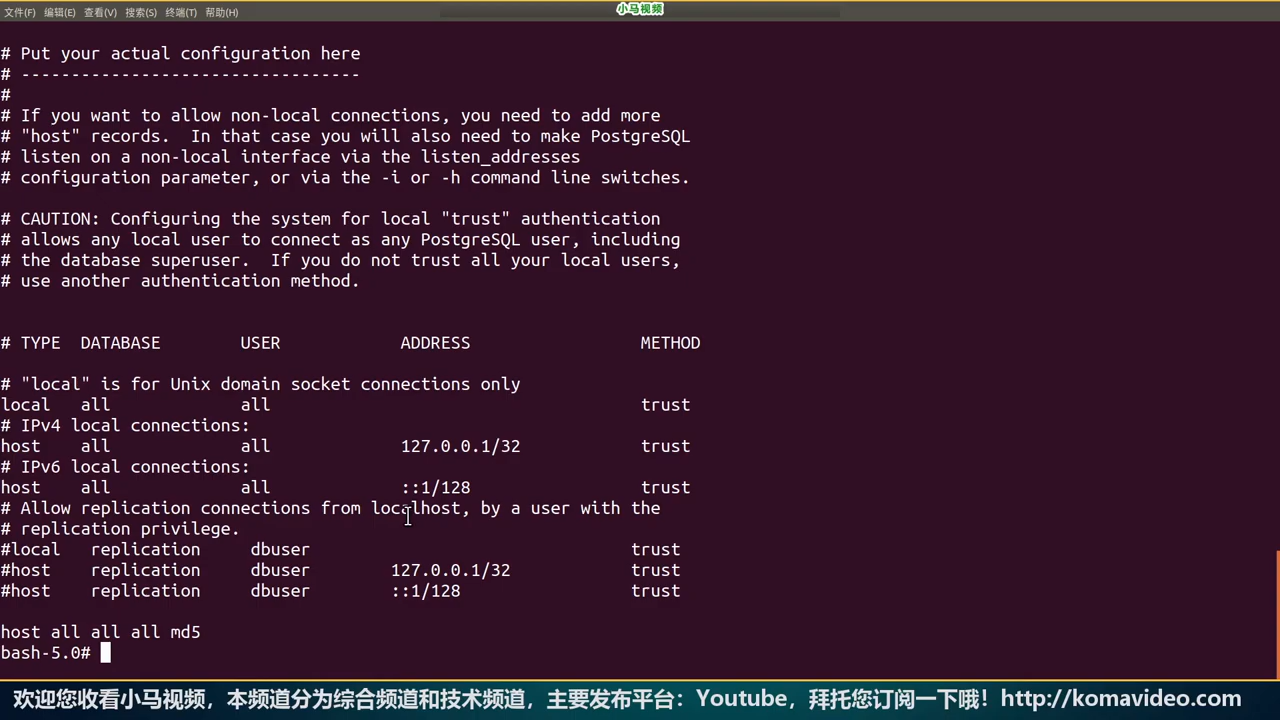 文件(F) 编辑(E) 查看(V) 搜索(S) 终端(T) 帮助(H)
小马视频
# Put your actual configuration here
# ----------------------------------
#
# If you want to allow non-local connections, you need to add more
# "host" records.  In that case you will also need to make PostgreSQL
# listen on a non-local interface via the listen_addresses
# configuration parameter, or via the -i or -h command line switches.
# CAUTION: Configuring the system for local "trust" authentication
# allows any local user to connect as any PostgreSQL user, including
# the database superuser.  If you do not trust all your local users,
# use another authentication method.
# TYPE  DATABASE        USER            ADDRESS                 METHOD
# "local" is for Unix domain socket connections only
local   all             all                                     trust
# IPv4 local connections:
host    all             all             127.0.0.1/32            trust
# IPv6 local connections:
host    all             all             ::1/128                 trust
# Allow replication connections from localhost, by a user with the
# replication privilege.
#local   replication     dbuser                                trust
#host    replication     dbuser        127.0.0.1/32            trust
#host    replication     dbuser        ::1/128                 trust
host all all all md5
bash-5.0#
欢迎您收看小马视频，本频道分为综合频道和技术频道，主要发布平台：Youtube，拜托您订阅一下哦！http://komavideo.com